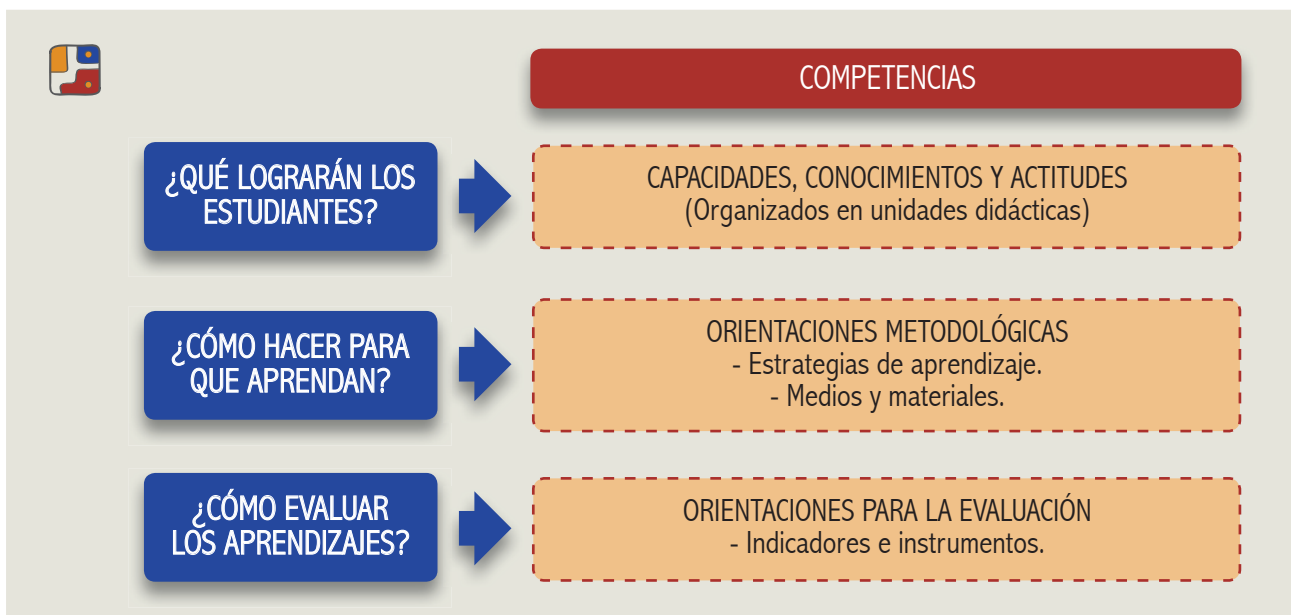 COMPETENCIAS
¿QUÉ LOGRARÁN LOS
ESTUDIANTES?
CAPACIDADES, CONOCIMIENTOS Y ACTITUDES
(Organizados en unidades didácticas)
¿CÓMO HACER PARA
QUE APRENDAN?
ORIENTACIONES METODOLÓGICAS
- Estrategias de aprendizaje.
- Medios y materiales.
¿CÓMO EVALUAR
LOS APRENDIZAJES?
ORIENTACIONES PARA LA EVALUACIÓN
- Indicadores e instrumentos.